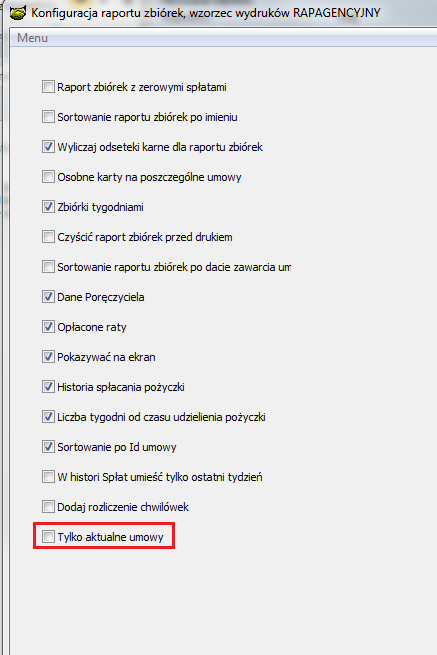 Konfiguracja raportu zbiórek, wzorzec wydruków RAPAGENCYJNY
Menu
Raport zbiórek z zerowymi spłatami
Sortowanie raportu zbiórek po imieniu
Wyliczaj odseteki karne dla raportu zbiórek
Osobne karty na poszczególne umowy
Zbiórki tygodniami
Czyścić raport zbiórek przed drukiem
Sortowanie raportu zbiórek po dacie zawarcia um
Dane Poręczyciela
Opłacone raty
Pokazywać na ekran
Historia spłacania pożyczki
Liczba tygodni od czasu udzielienia pożyczki
Sortowanie po Id umowy
W histori Spłat umieść tylko ostatni tydzień
Dodaj rozliczenie chwilówek
Tylko aktualne umowy